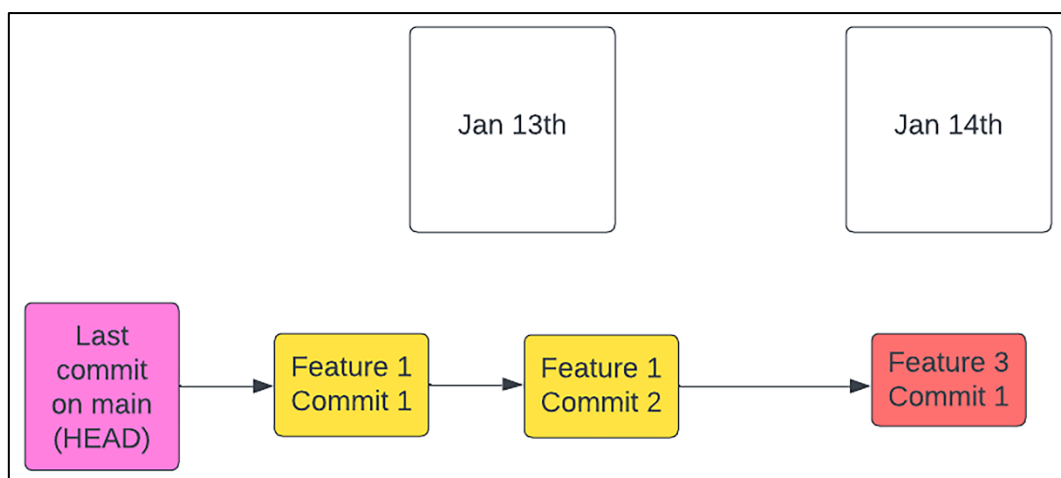 Jan 13th
Jan 14th
Last
commit
on main
(HEAD)
Feature 1
Commit 1
Feature 1
Commit 2
Feature 3
Commit 1